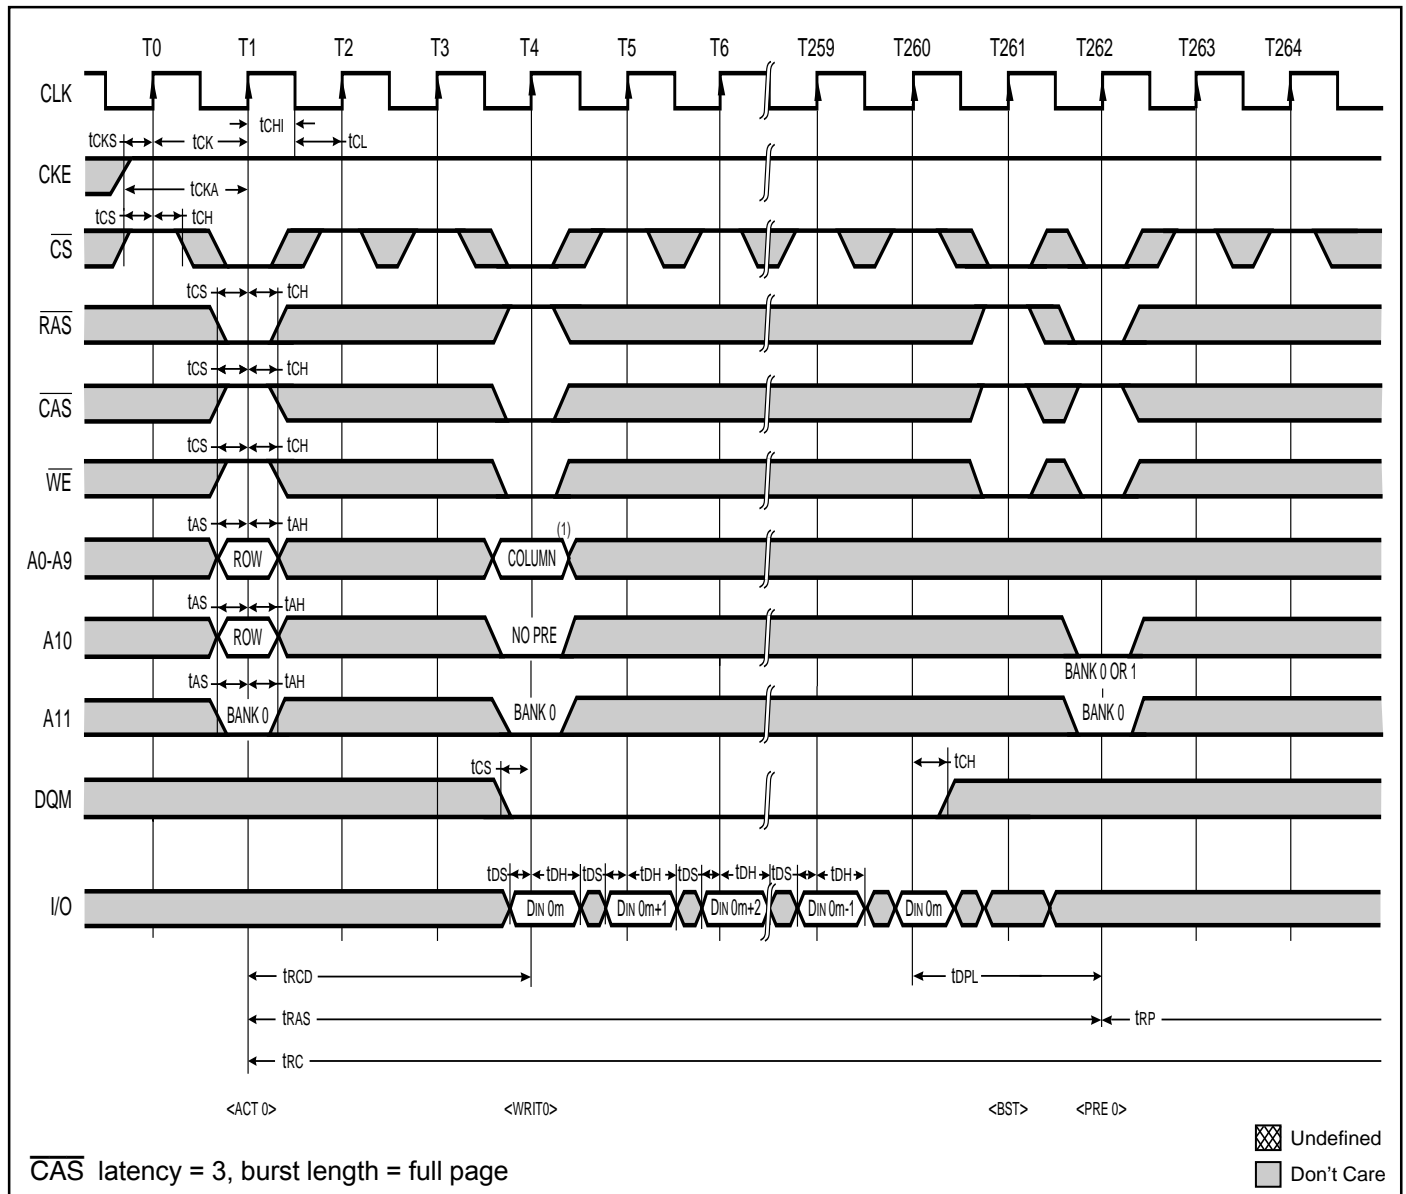 T0 T1 T2 T3 T4 T5 T6 T259 T260 T261 T262 T263 T264
CLK
tCHI
tCKS tCK tCL
CKE
tCKA
tCS tCH
CS
tCS tCH
RAS
tCS tCH
CAS
tCS tCH
WE
tAS tAH (1)
A0-A9 ROW COLUMN
tAS tAH
A10 ROW NO PRE
BANK 0 OR 1
tAS tAH
A11 BANK 0 BANK 0 BANK 0
tCS tCH
DQM
tDS tDH tDS tDH tDS tDH tDS tDH
I/O DIN 0m DIN 0m+1 DIN 0m+2 DIN 0m-1 DIN 0m
tRCD tDPL
tRAS tRP
tRC
<ACT 0> <WRIT0> <BST> <PRE 0>
Undefined
CAS latency = 3, burst length = full page
Don't Care